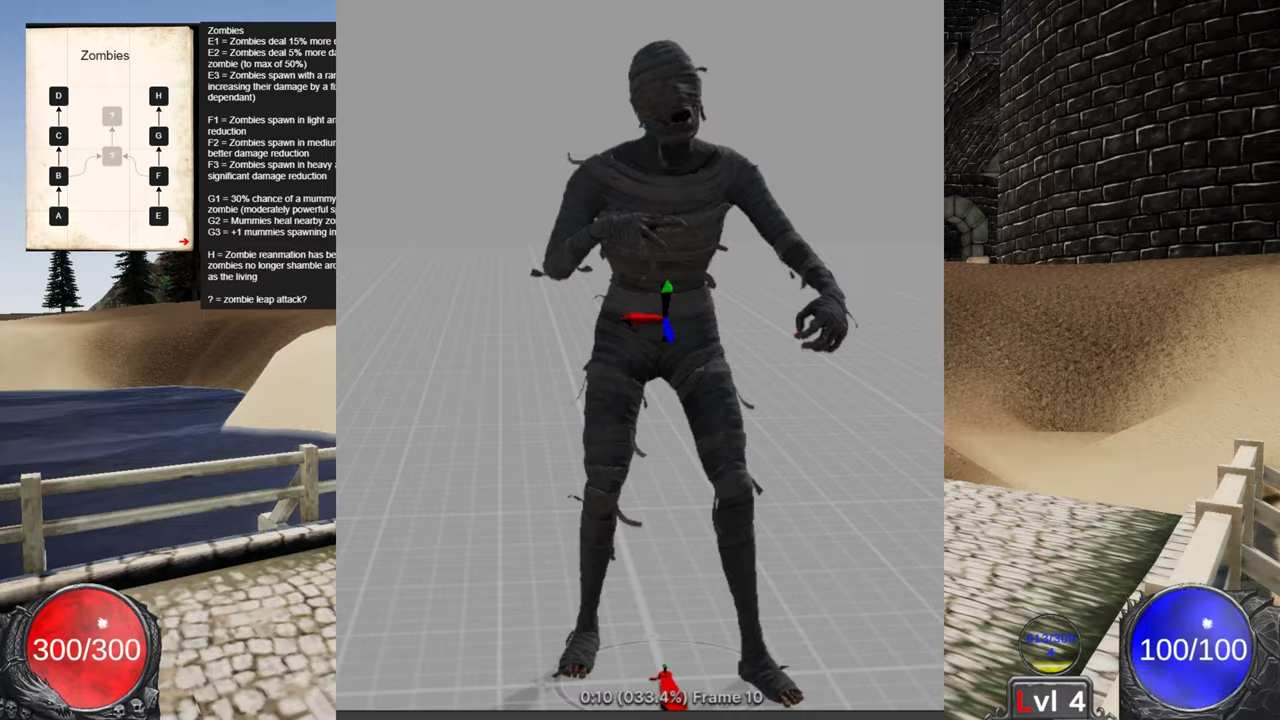 Zombies
D
H
?
C
G
?
B
F
A
E
Zombies
E1 = Zombies deal 15% more
E2 = Zombies deal 5% more
zombie (to max of 50%)
E3 = Zombies spawn with a
increasing their damage by a
dependant)
F1 = Zombies spawn in light
reduction
F2 = Zombies spawn in
better damage reduction
F3 = Zombies spawn in heavy
significant damage reduction
G1 = 30% chance of a mummy
zombie (moderately powerful
G2 = Mummies heal nearby
G3 = +1 mummies spawning in
H = Zombie reanmation has
zombies no longer shamble
as the living
? = zombie leap attack?
300/300
0:10 (033.4%) Frame 10
100/100
Lvl 4